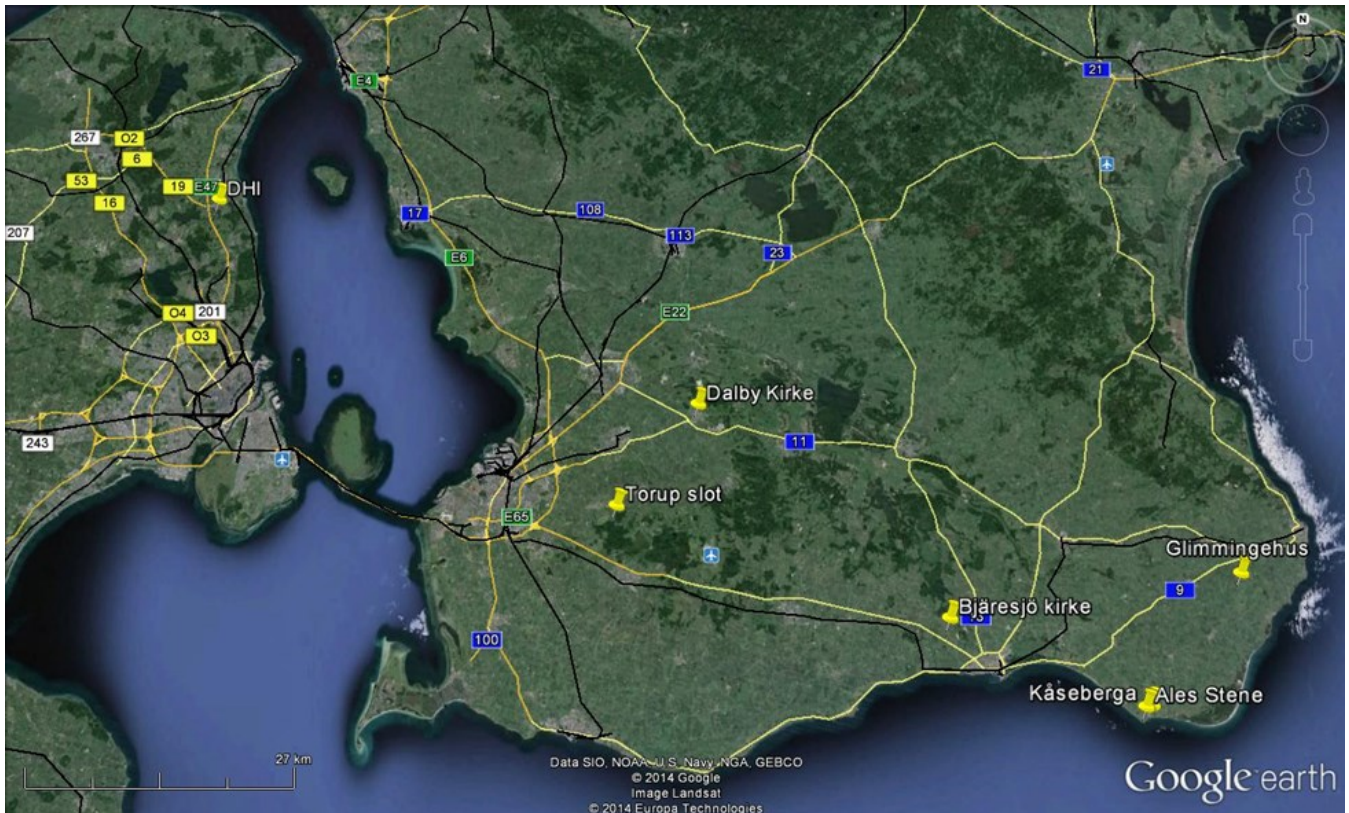 N
E4
21
267
O2
6
53
19
E47
DHI
16
17
108
207
113
23
E6
O4
201
E22
O3
Dalby Kirke
243
11
Torup slot
E65
Glimmingehus
9
Bjäresjö kirke
100
Kåseberga
Ales Stene
27 km
Data SIO, NOAA, U.S. Navy, NGA, GEBCO
© 2014 Google
Image Landsat
© 2014 Europa Technologies
Google earth